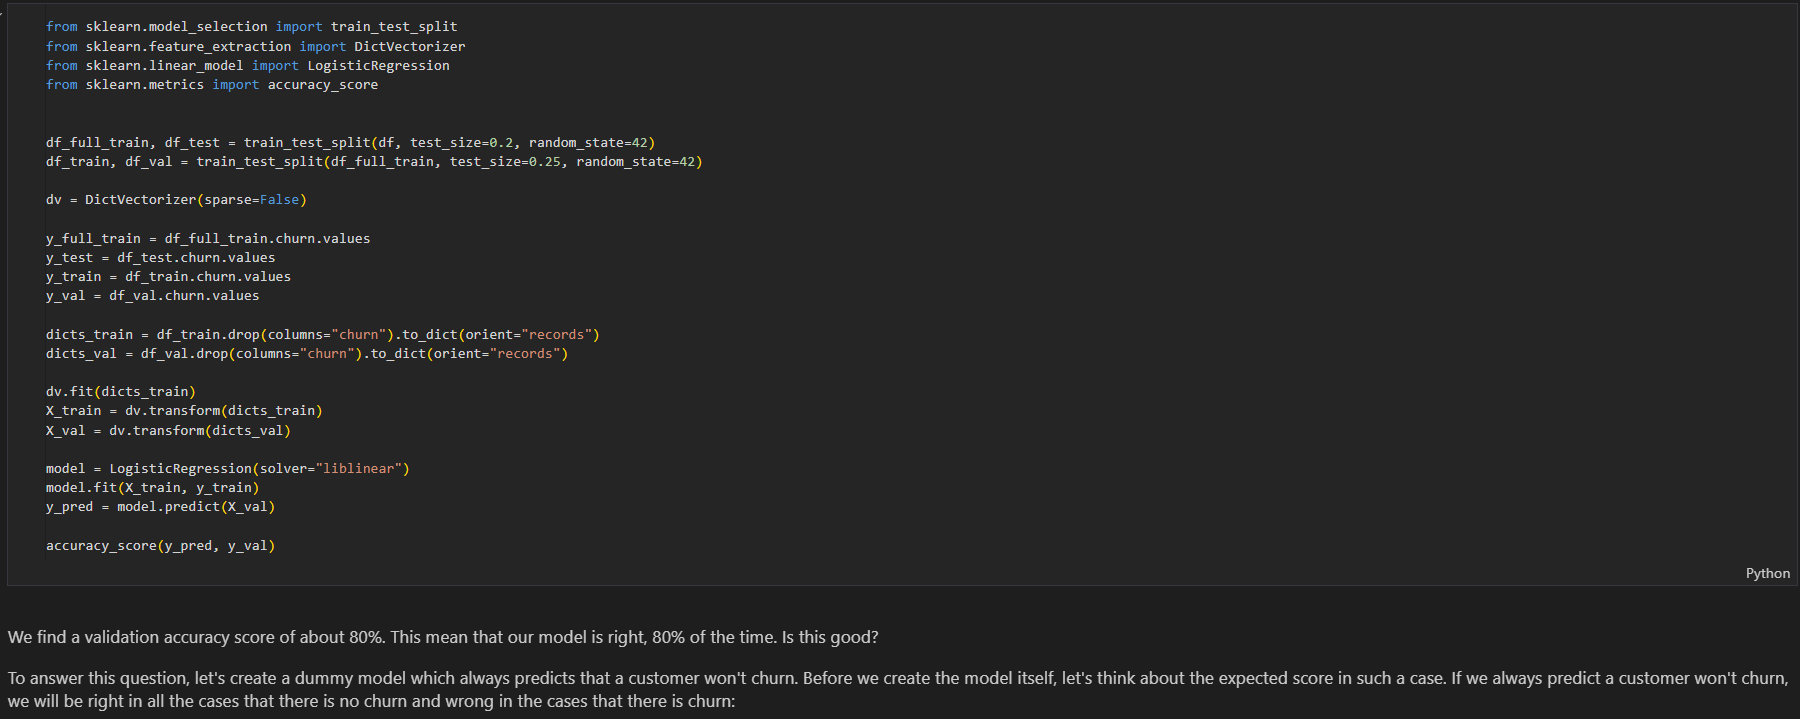 from sklearn.model_selection import train_test_split
from sklearn.feature_extraction import DictVectorizer
from sklearn.linear_model import LogisticRegression
from sklearn.metrics import accuracy_score
df_full_train, df_test = train_test_split(df, test_size=0.2, random_state=42)
df_train, df_val = train_test_split(df_full_train, test_size=0.25, random_state=42)
dv = DictVectorizer(sparse=False)
y_full_train = df_full_train.churn.values
y_test = df_test.churn.values
y_train = df_train.churn.values
y_val = df_val.churn.values
dicts_train = df_train.drop(columns="churn").to_dict(orient="records")
dicts_val = df_val.drop(columns="churn").to_dict(orient="records")
dv.fit(dicts_train)
X_train = dv.transform(dicts_train)
X_val = dv.transform(dicts_val)
model = LogisticRegression(solver="liblinear")
model.fit(X_train, y_train)
y_pred = model.predict(X_val)
accuracy_score(y_pred, y_val)
Python
We find a validation accuracy score of about 80%. This mean that our model is right, 80% of the time. Is this good?
To answer this question, let's create a dummy model which always predicts that a customer won't churn. Before we create the model itself, let's think about the expected score in such a case. If we always predict a customer won't churn,
we will be right in all the cases that there is no churn and wrong in the cases that there is churn: